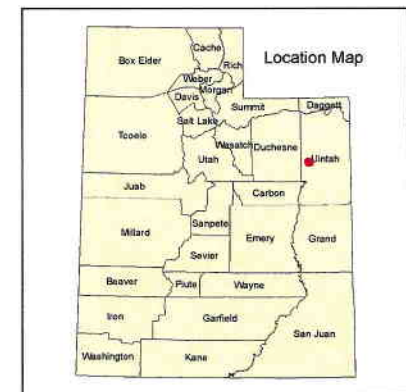 Location Map
Cache
Box Elder
Rich
Weber
Morgan
Davis
Summit
Daggett
Salt Lake
Tooele
Wasatch
Duchesne
Uintah
Utah
Juab
Carbon
Sanpete
Millard
Emery
Grand
Sevier
Beaver
Piute
Wayne
Iron
Garfield
San Juan
Washington
Kane